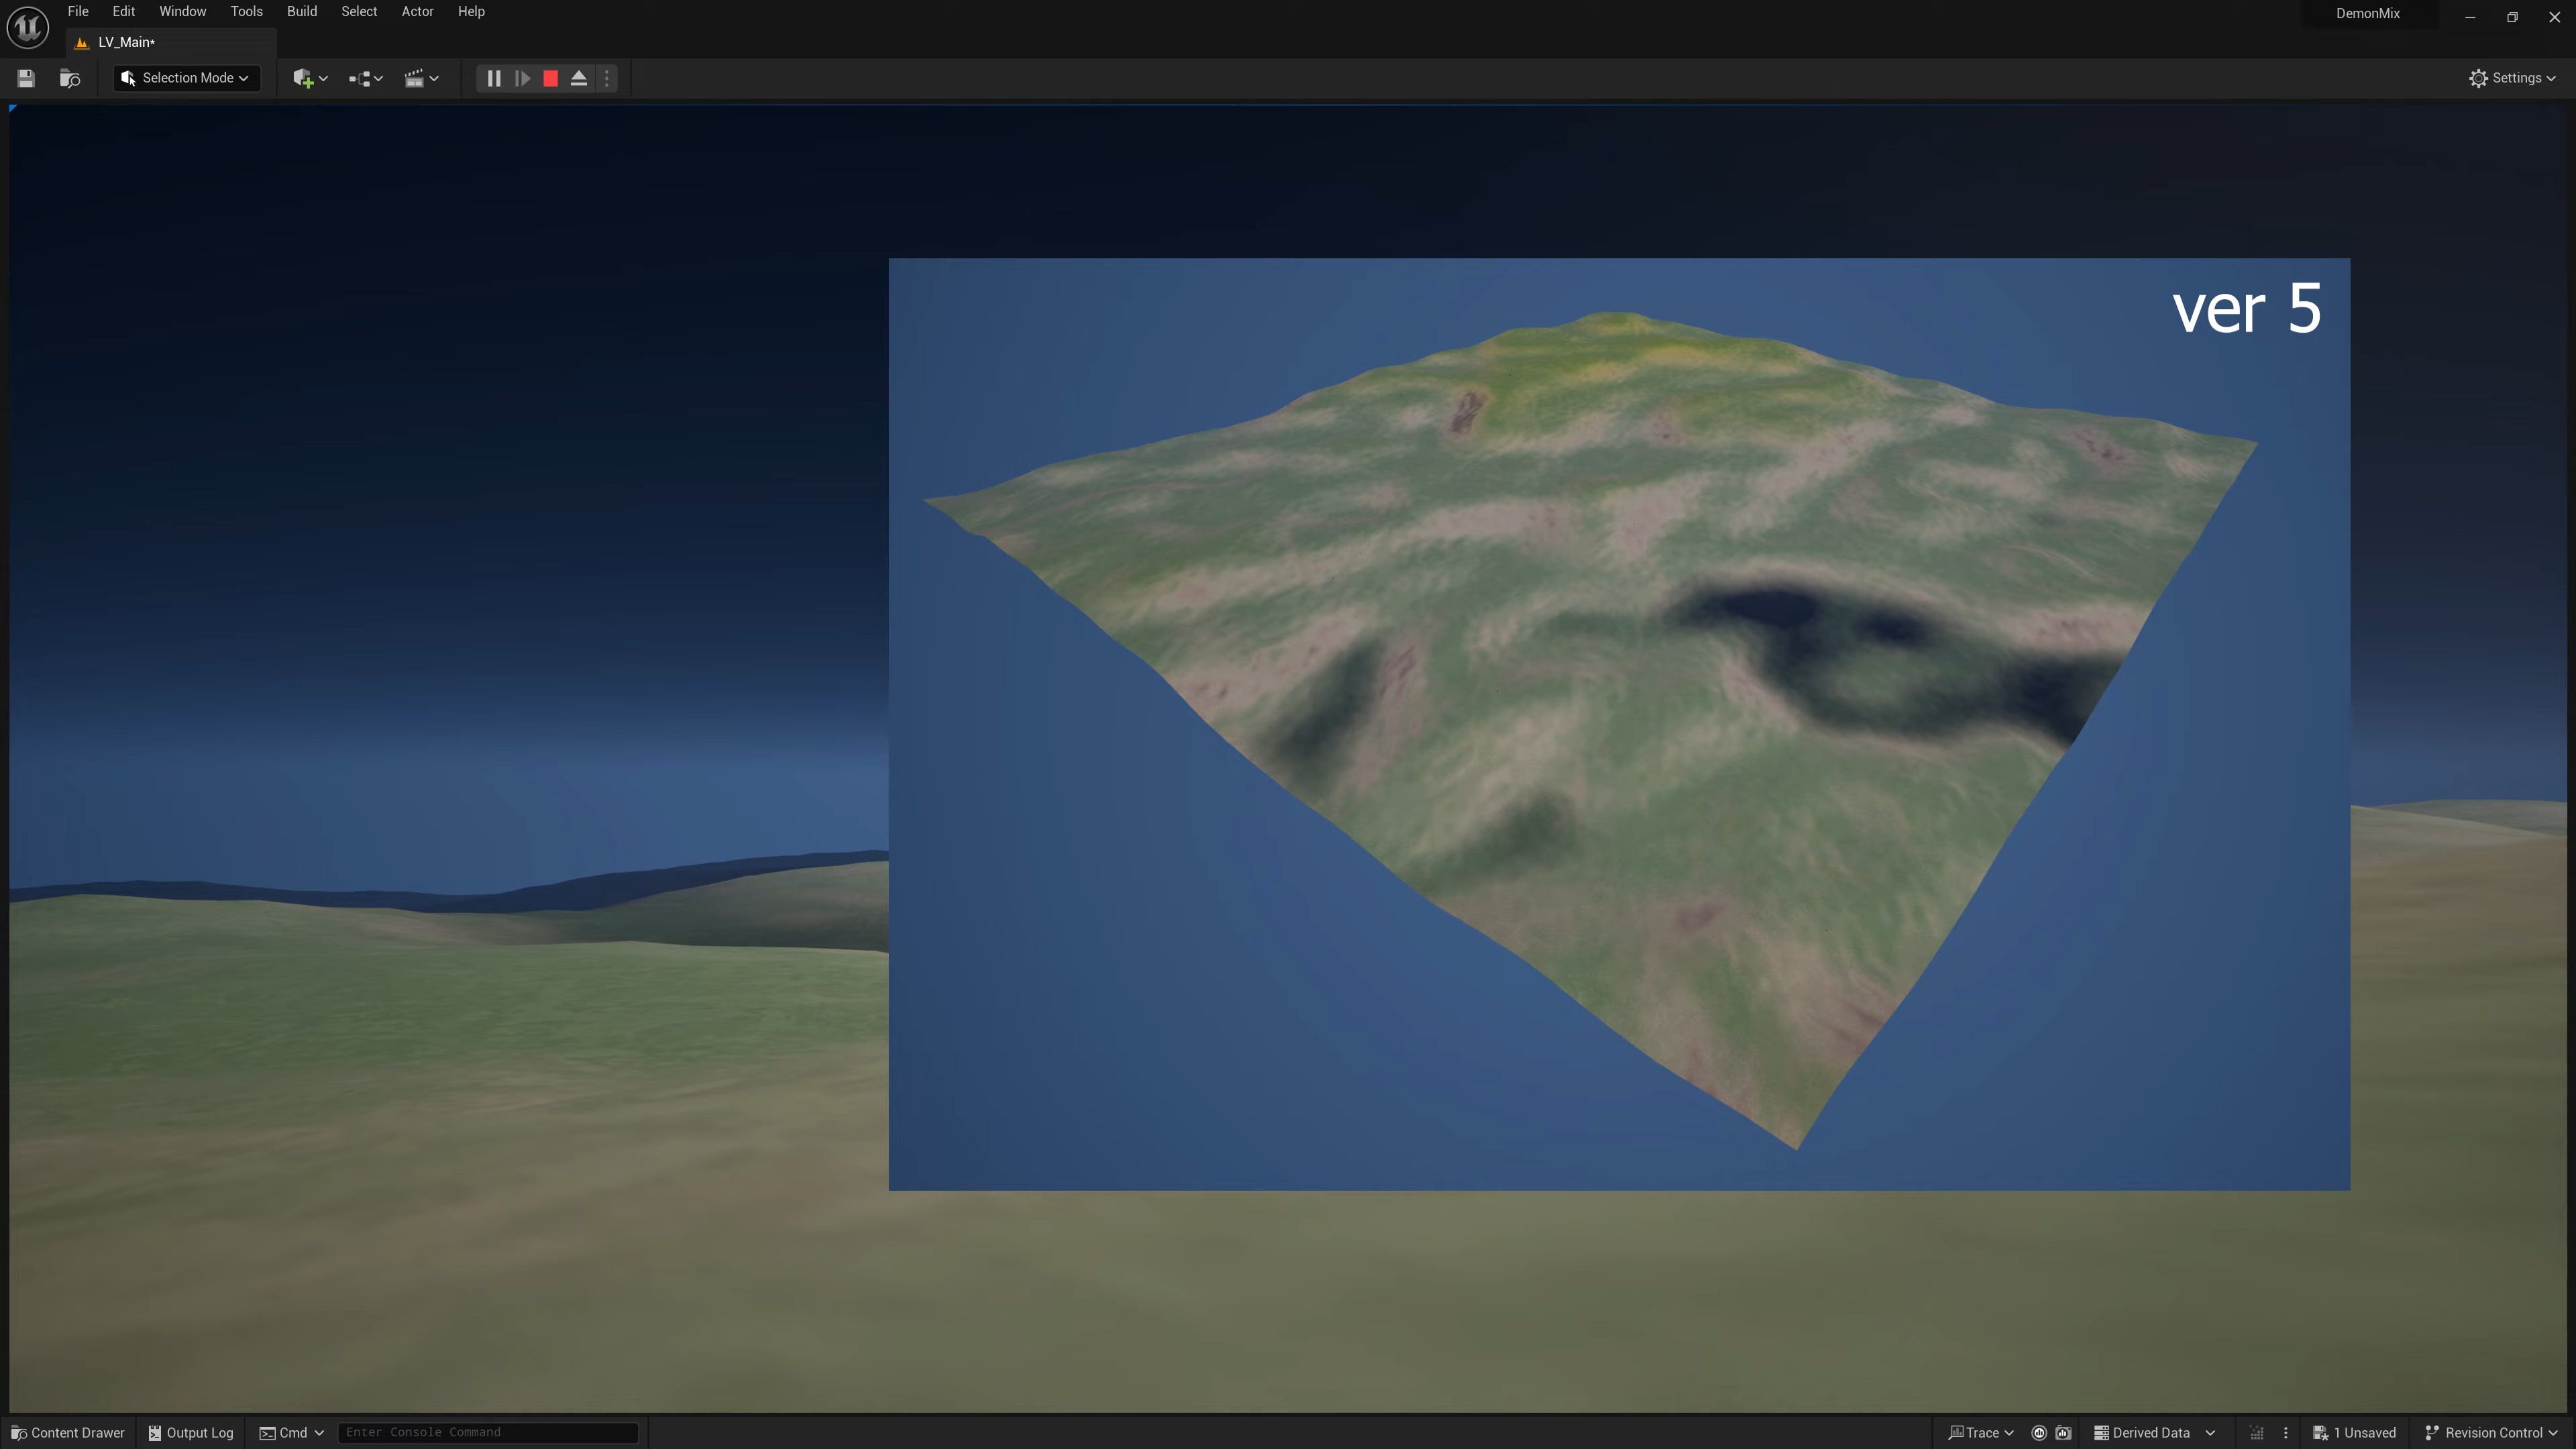 File Edit Window Tools Build Select Actor Help
DemonMix
LV_Main*
Selection Mode
Settings
ver 5
Content Drawer
Output Log
Cmd
Enter Console Command
Trace
Derived Data
1 Unsaved
Revision Control